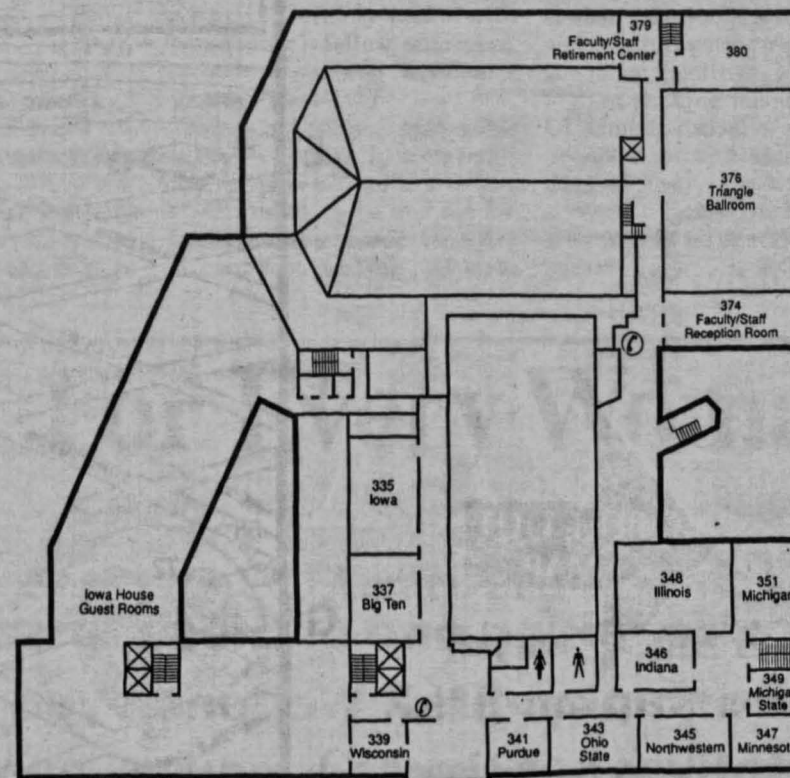 379
Faculty/Staff
Retirement Center
380
376
Triangle
Ballroom
374
Faculty/Staff
Reception Room
335
Iowa
337
Big Ten
Iowa House
Guest Rooms
348
Illinois
351
Michigan
346
Indiana
349
Michigan
State
339
Wisconsin
341
Purdue
343
Ohio
State
345
Northwestern
347
Minnesota